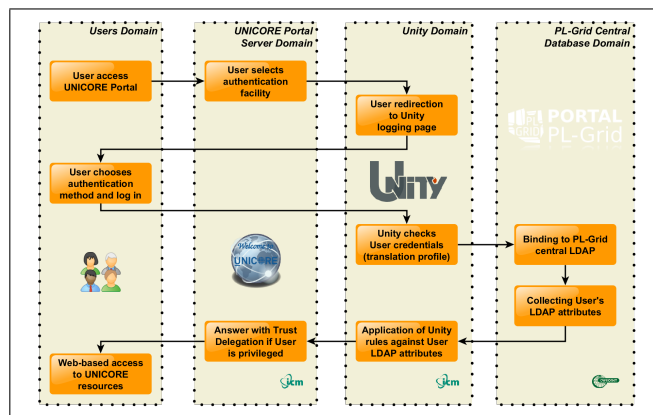 Users Domain
UNICORE Portal
Server Domain
Unity Domain
PL-Grid Central
Database Domain
User access
UNICORE Portal
User selects
authentication
facility
User redirection
to Unity
logging page
PL
GRID
PORTAL
PL-Grid
User chooses
authentication
method and log in
UNITY
Unity checks
User credentials
(translation profile)
Binding to PL-Grid
central LDAP
Welcome to
UNICORE
Collecting User's
LDAP attributes
Answer with Trust
Delegation if User
is privileged
Application of Unity
rules against User
LDAP attributes
Web-based access
to UNICORE
resources
icm
icm